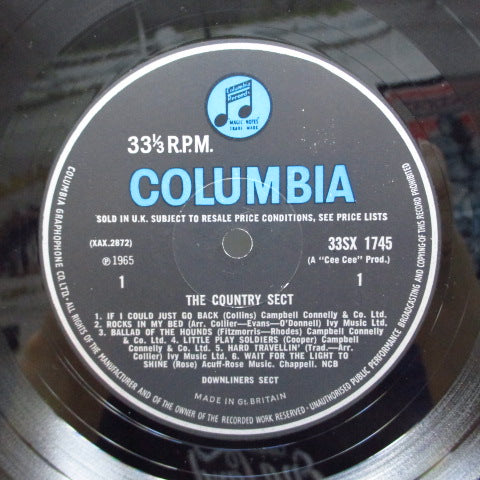 Columbia
Records
MAGIC NOTES
TRADE MARK
33⅓ R.P.M.
COLUMBIA
SOLD IN U.K. SUBJECT TO RESALE PRICE CONDITIONS, SEE PRICE LISTS
(XAX.2872)
33SX 1745
℗ 1965
(A "Cee Cee" Prod.)
1
1
THE COUNTRY SECT
1. IF I COULD JUST GO BACK (Collins) Campbell Connelly & Co. Ltd.
2. ROCKS IN MY BED (Arr. Collier—Evans—O'Donnell) Ivy Music Ltd.
3. BALLAD OF THE HOUNDS (Fitzmorris—Rhodes) Campbell Connelly
& Co. Ltd. 4. LITTLE PLAY SOLDIERS (Cooper) Campbell
Connelly & Co. Ltd. 5. HARD TRAVELLIN' (Trad.—Arr.
Collier) Ivy Music Ltd. 6. WAIT FOR THE LIGHT TO
SHINE (Rose) Acuff-Rose Music. Chappell. NCB
DOWNLINERS SECT
MADE IN Gt. BRITAIN
COLUMBIA GRAPHOPHONE CO. LTD. ALL RIGHTS OF THE MANUFACTURER AND OF THE OWNER OF THE RECORDED WORK RESERVED·UNAUTHORISED PUBLIC PERFORMANCE BROADCASTING AND COPYING OF THIS RECORD PROHIBITED